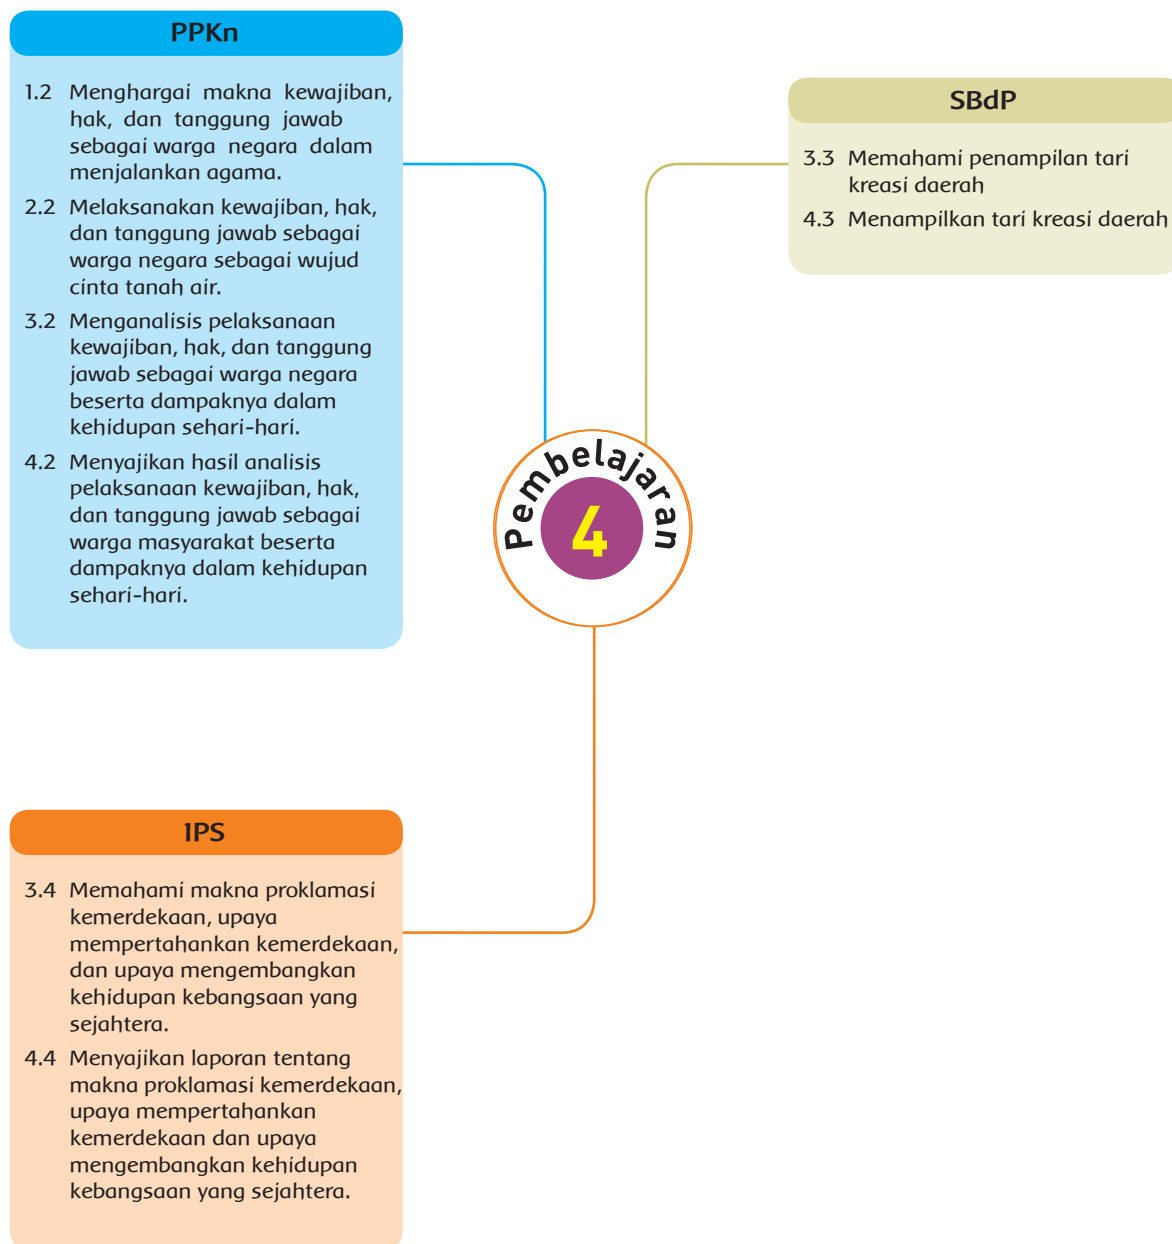 PPKn
1.2 Menghargai makna kewajiban,
hak, dan tanggung jawab
sebagai warga negara dalam
menjalankan agama.
2.2 Melaksanakan kewajiban, hak,
dan tanggung jawab sebagai
warga negara sebagai wujud
cinta tanah air.
3.2 Menganalisis pelaksanaan
kewajiban, hak, dan tanggung
jawab sebagai warga negara
beserta dampaknya dalam
kehidupan sehari-hari.
4.2 Menyajikan hasil analisis
pelaksanaan kewajiban, hak,
dan tanggung jawab sebagai
warga masyarakat beserta
dampaknya dalam kehidupan
sehari-hari.
SBdP
3.3 Memahami penampilan tari
kreasi daerah
4.3 Menampilkan tari kreasi daerah
Pembelajaran
4
IPS
3.4 Memahami makna proklamasi
kemerdekaan, upaya
mempertahankan kemerdekaan,
dan upaya mengembangkan
kehidupan kebangsaan yang
sejahtera.
4.4 Menyajikan laporan tentang
makna proklamasi kemerdekaan,
upaya mempertahankan
kemerdekaan dan upaya
mengembangkan kehidupan
kebangsaan yang sejahtera.